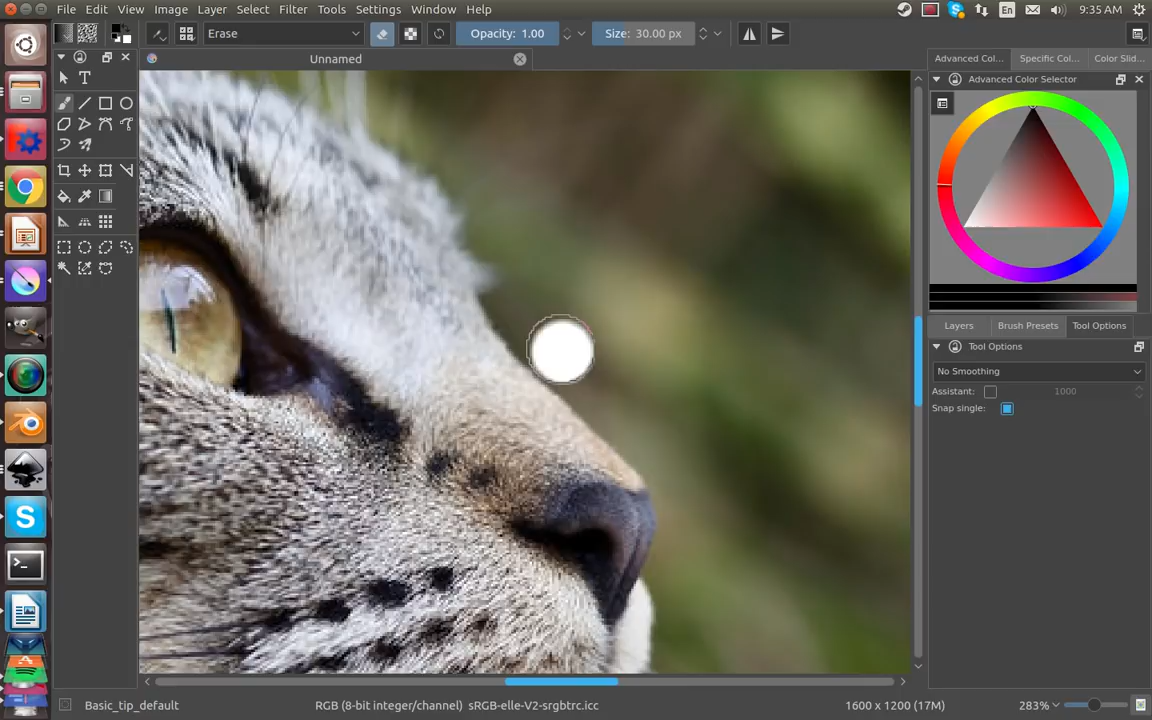 File Edit View Image Layer Select Filter Tools Settings Window Help
En 9:35 AM
Erase Opacity: 1.00 Size: 30.00 px
Unnamed
Advanced Col... Specific Col... Color Slid...
Advanced Color Selector
Layers Brush Presets Tool Options
Tool Options
No Smoothing
Assistant: 1000
Snap single:
Basic_tip_default RGB (8-bit integer/channel) sRGB-elle-V2-srgbtrc.icc 1600 x 1200 (17M) 283%